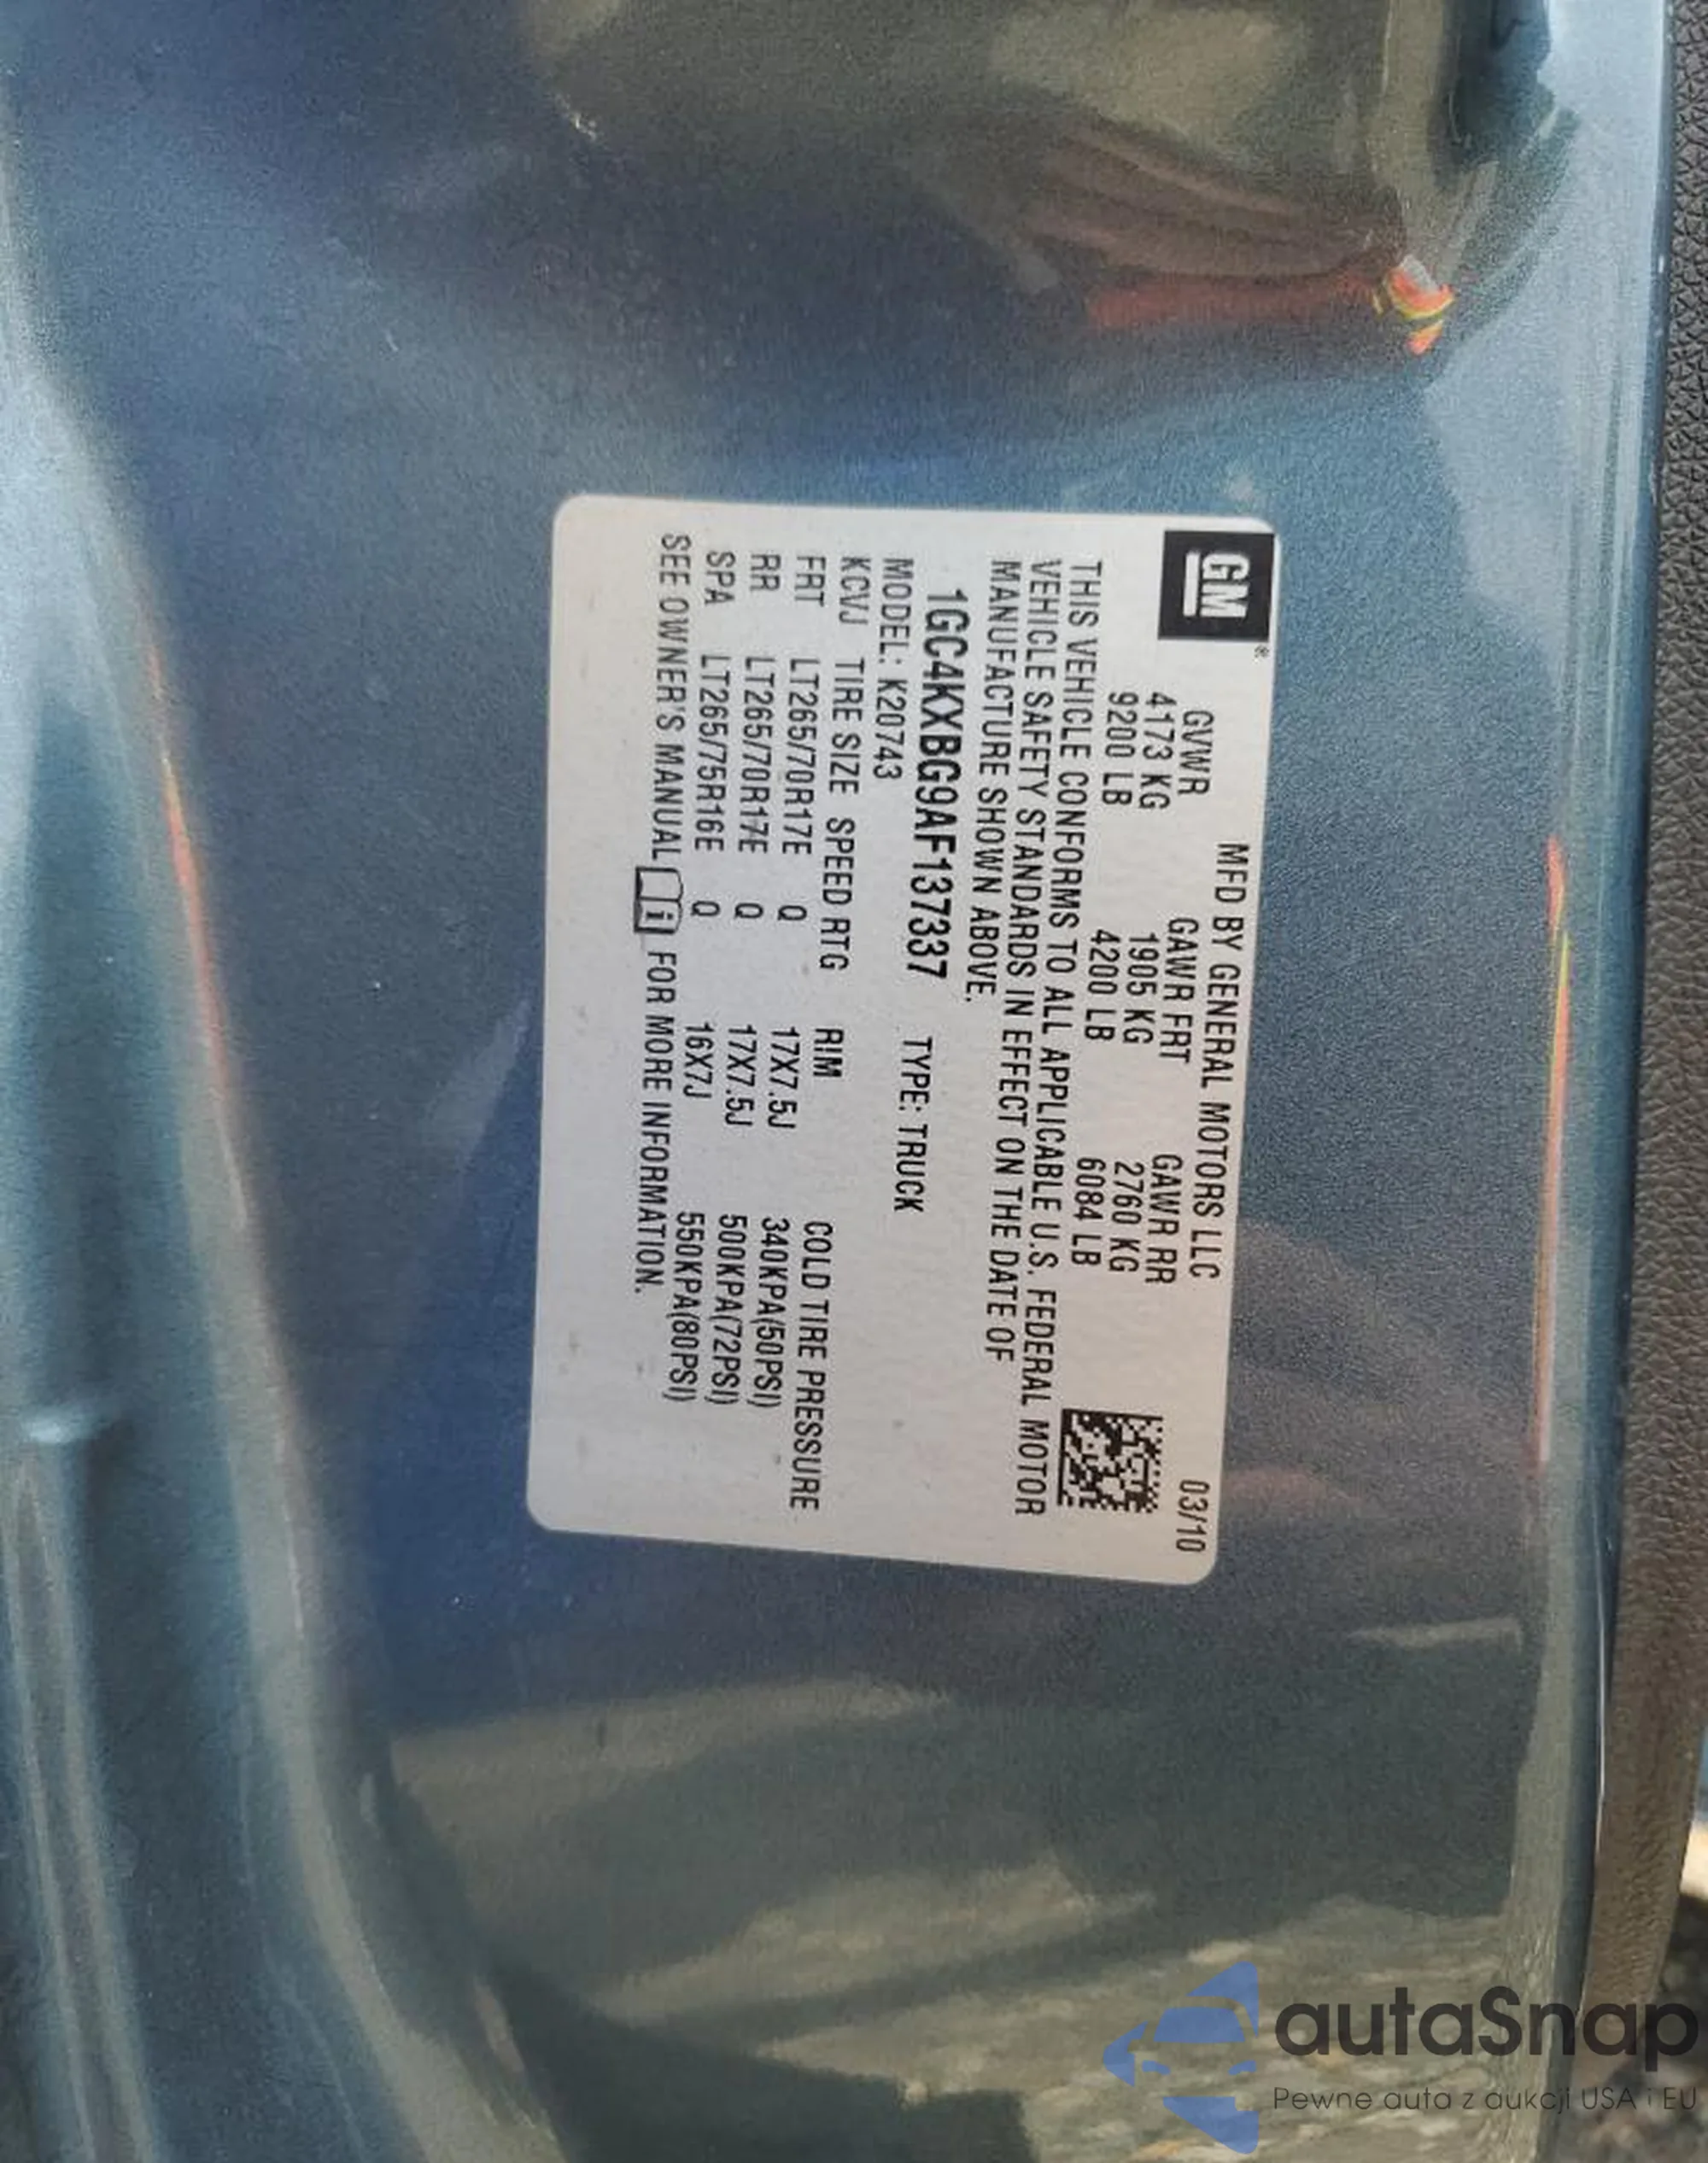 GM®
MFD BY GENERAL MOTORS LLC 03/10
GVWR GAWR FRT GAWR RR
4173 KG 1905 KG 2760 KG
9200 LB 4200 LB 6084 LB
THIS VEHICLE CONFORMS TO ALL APPLICABLE U.S. FEDERAL MOTOR
VEHICLE SAFETY STANDARDS IN EFFECT ON THE DATE OF
MANUFACTURE SHOWN ABOVE.
1GC4KXBG9AF137337 TYPE: TRUCK
MODEL: K20743
KCVJ TIRE SIZE SPEED RTG RIM COLD TIRE PRESSURE
FRT LT265/70R17E Q 17X7.5J 340KPA(50PSI)
RR LT265/70R17E Q 17X7.5J 500KPA(72PSI)
SPA LT265/75R16E Q 16X7J 550KPA(80PSI)
SEE OWNER'S MANUAL i FOR MORE INFORMATION.
autaSnap
Pewne auta z aukcji USA i EU